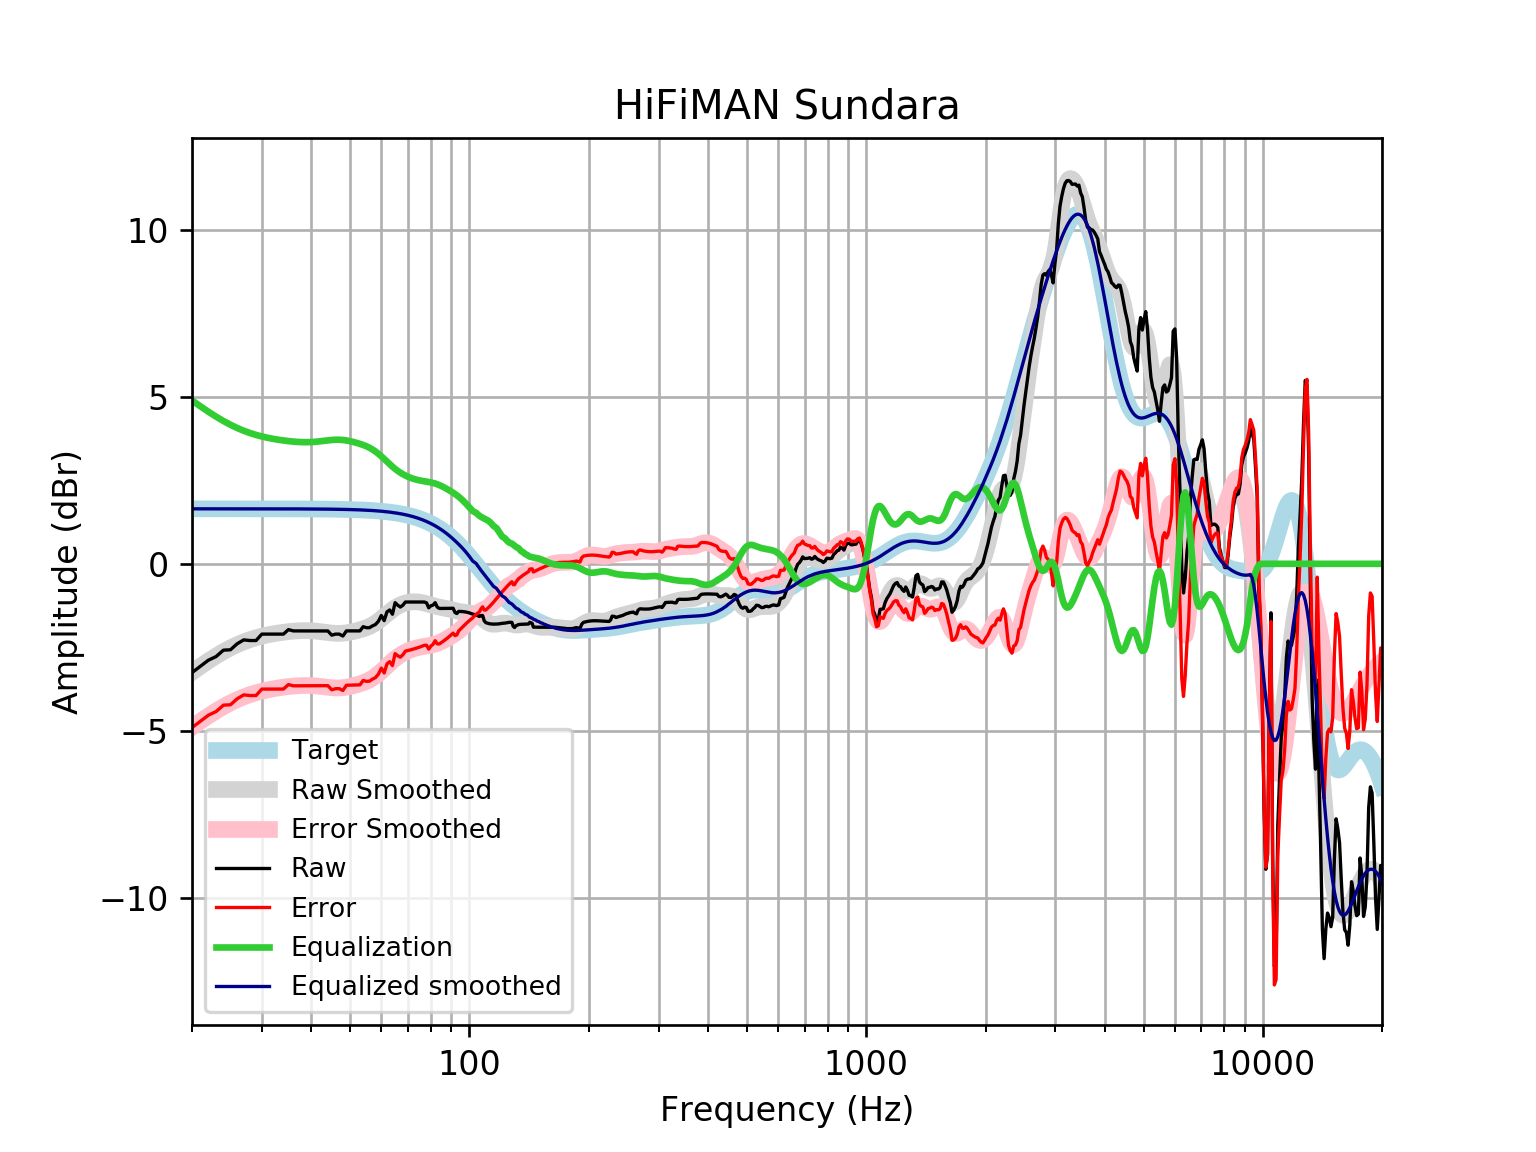 HiFiMAN Sundara
Amplitude (dBr)
10
5
0
−5
−10
Target
Raw Smoothed
Error Smoothed
Raw
Error
Equalization
Equalized smoothed
100
1000
10000
Frequency (Hz)